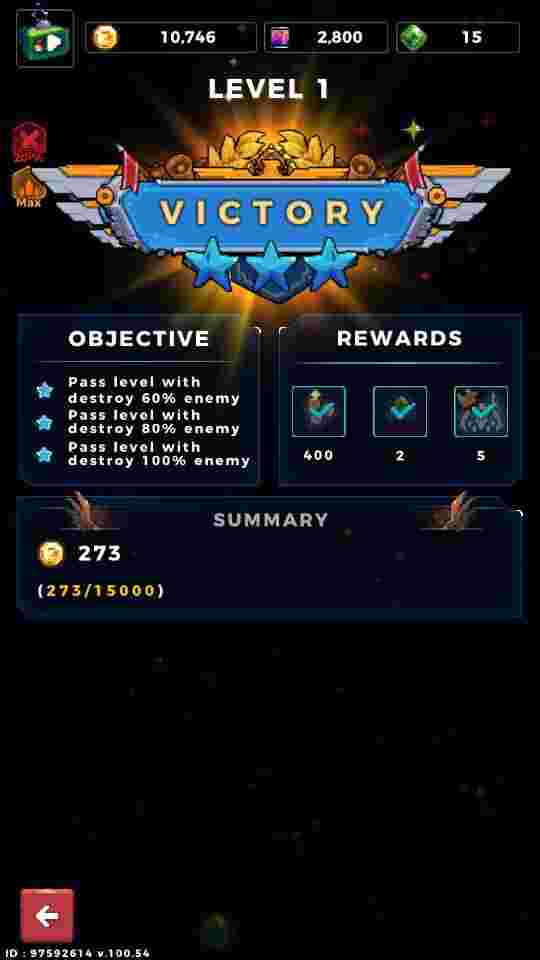 10,746
2,800
15
LEVEL 1
Max
VICTORY
OBJECTIVE
REWARDS
Pass level with
destroy 60% enemy
Pass level with
destroy 80% enemy
Pass level with
destroy 100% enemy
400
2
5
SUMMARY
273
(273/15000)
ID : 97592614 v.100.54